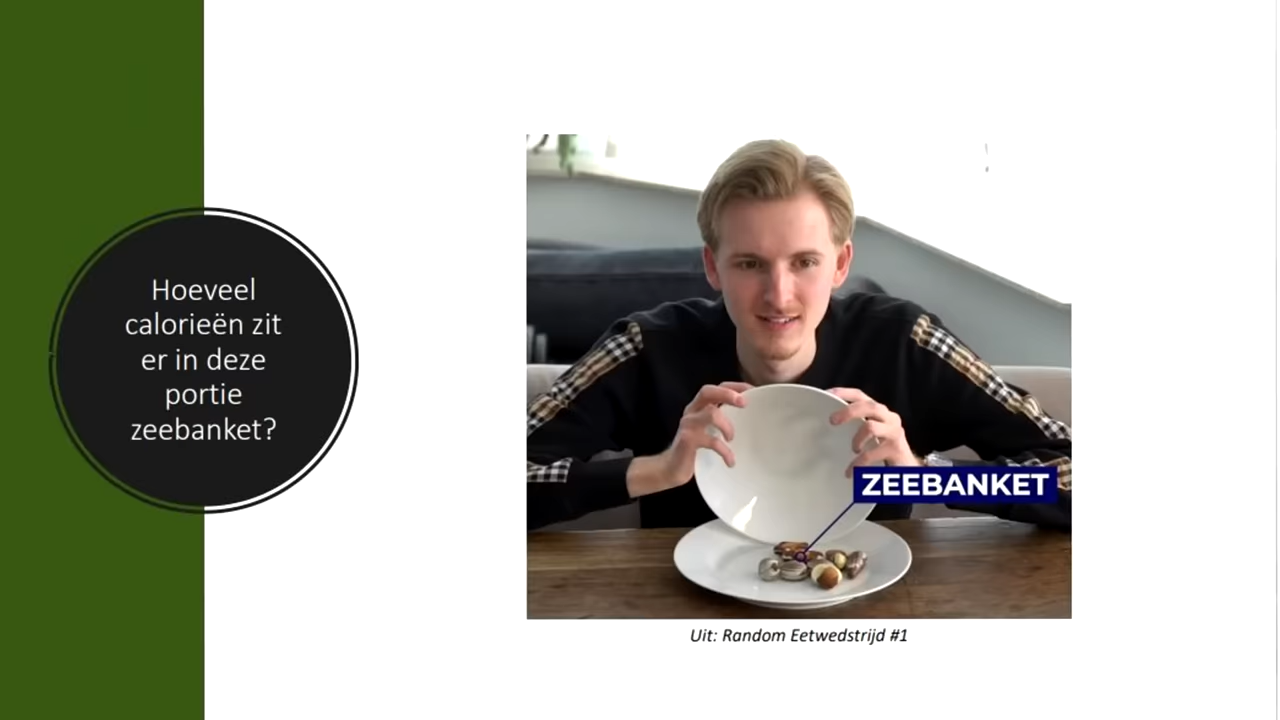 Hoeveel
calorieën zit
er in deze
portie
zeebanket?
ZEEBANKET
Uit: Random Eetwedstrijd #1